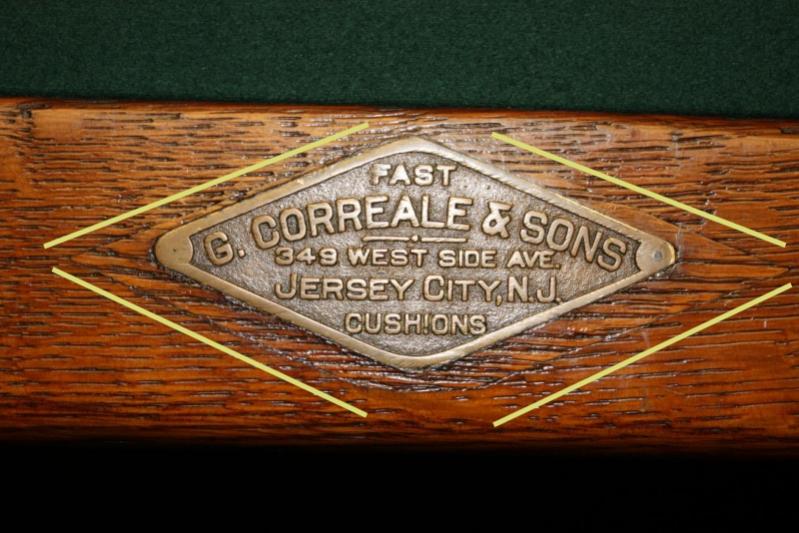 FAST
G. CORREALE & SONS
349 WEST SIDE AVE.
JERSEY CITY, N.J.
CUSHIONS